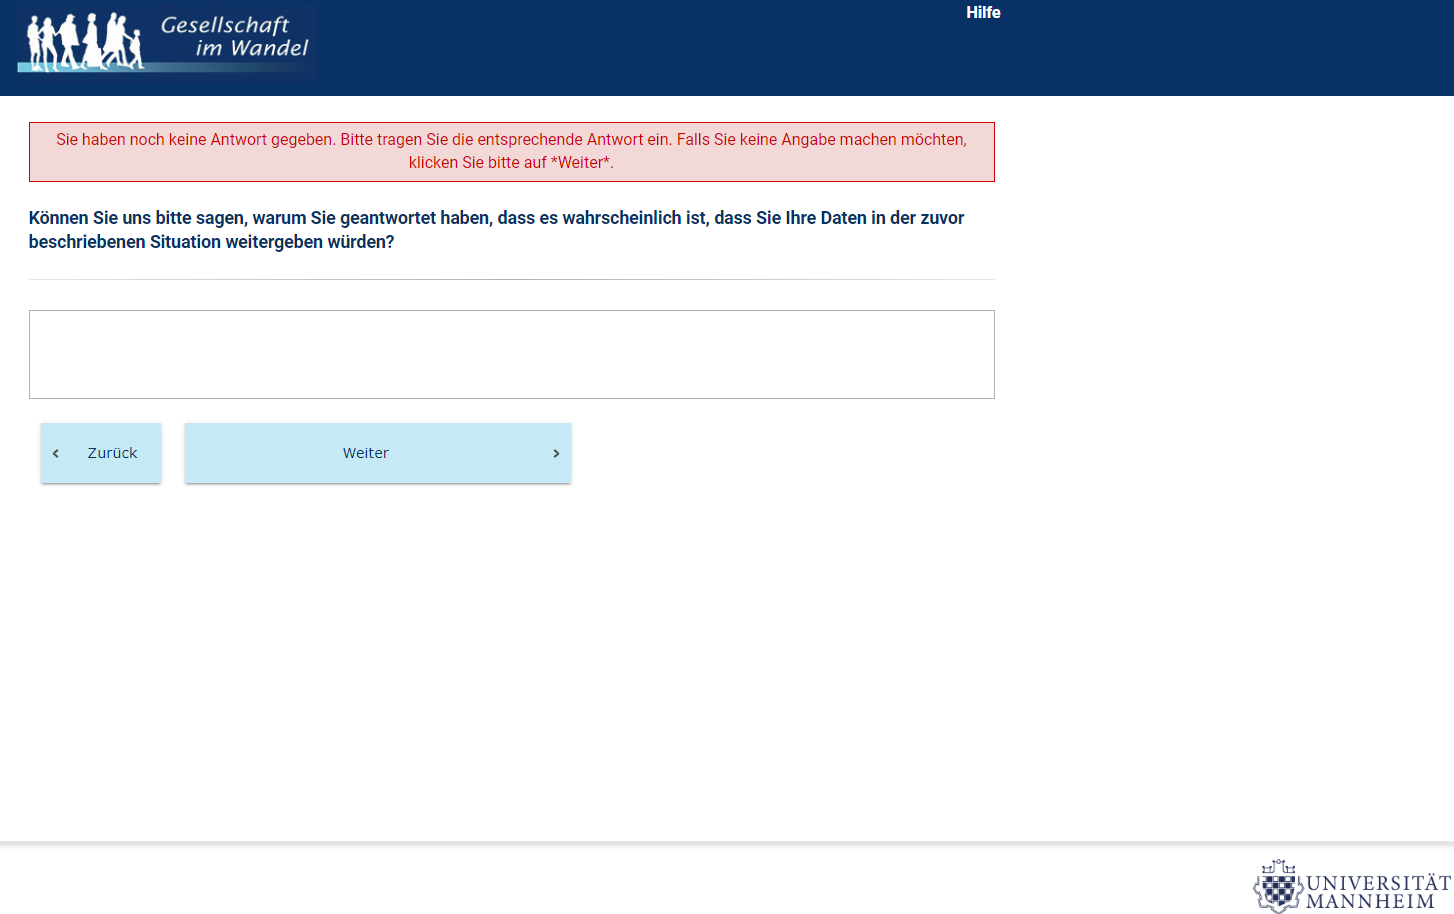 Gesellschaft
im Wandel
Hilfe
Sie haben noch keine Antwort gegeben. Bitte tragen Sie die entsprechende Antwort ein. Falls Sie keine Angabe machen möchten,
klicken Sie bitte auf *Weiter*.
Können Sie uns bitte sagen, warum Sie geantwortet haben, dass es wahrscheinlich ist, dass Sie Ihre Daten in der zuvor
beschriebenen Situation weitergeben würden?
Zurück
Weiter
UNIVERSITÄT
MANNHEIM